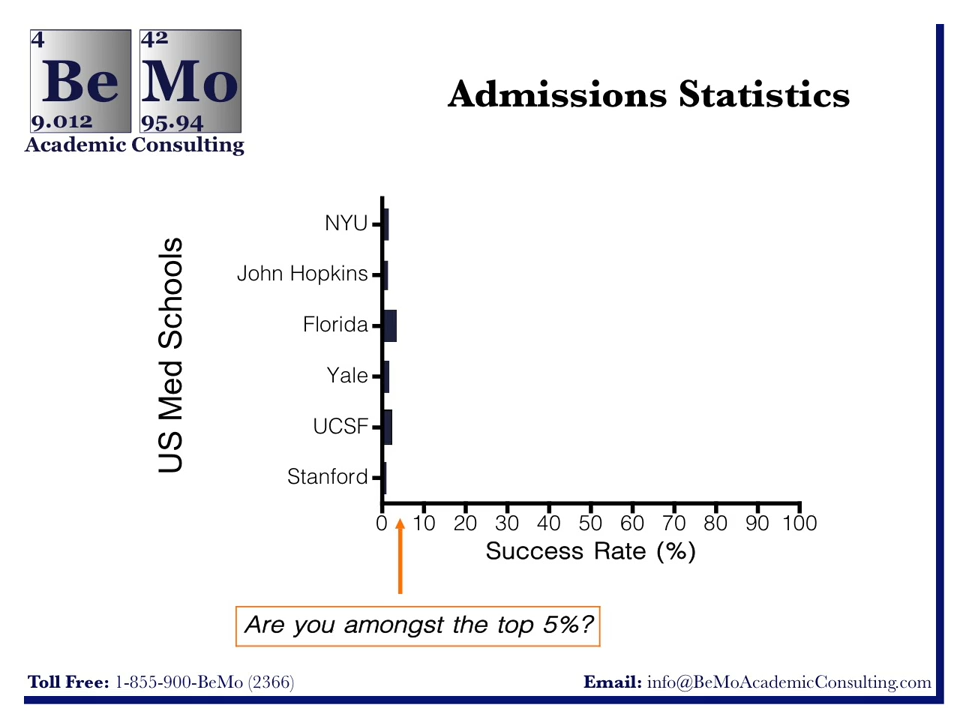 4 42
Be Mo
9.012 95.94
Academic Consulting
Admissions Statistics
US Med Schools
NYU
John Hopkins
Florida
Yale
UCSF
Stanford
0 10 20 30 40 50 60 70 80 90 100
Success Rate (%)
Are you amongst the top 5%?
Toll Free: 1-855-900-BeMo (2366)
Email: info@BeMoAcademicConsulting.com